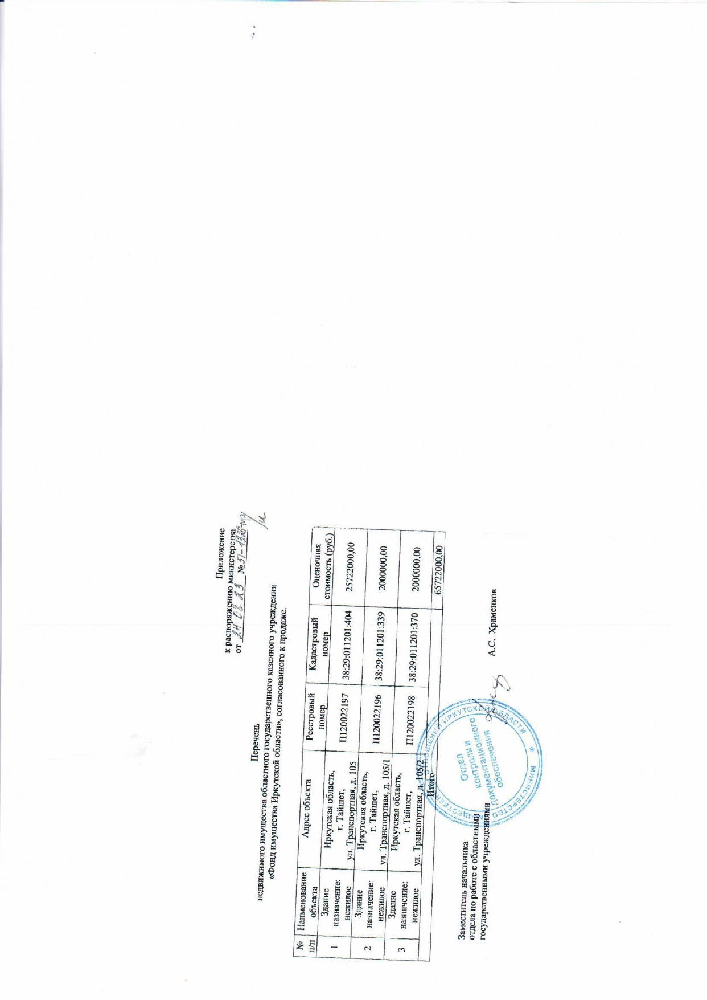 Приложение
к распоряжению министерства
от 24 08. 23 № 51-1326-мр/и
Перечень
недвижимого имущества областного государственного казенного учреждения
«Фонд имущества Иркутской области», согласованного к продаже.
№ п/п Наименование объекта Адрес объекта Реестровый номер Кадастровый номер Оценочная стоимость (руб.)
1 Здание назначение: нежилое Иркутская область, г. Тайшет, ул. Транспортная, д. 105 П120022197 38:29:011201:404 25722000,00
2 Здание назначение: нежилое Иркутская область, г. Тайшет, ул. Транспортная, д. 105/1 П120022196 38:29:011201:339 2000000,00
3 Здание назначение: нежилое Иркутская область, г. Тайшет, ул. Транспортная, д. 105/2 П120022198 38:29:011201:370 2000000,00
Итого 65722000,00
Заместитель начальника
отдела по работе с областными
государственными учреждениями А.С. Храменков
МИНИСТЕРСТВО ИРКУТСКОЙ ОБЛАСТИ *
Отдел
контроля и
документационного
обеспечения